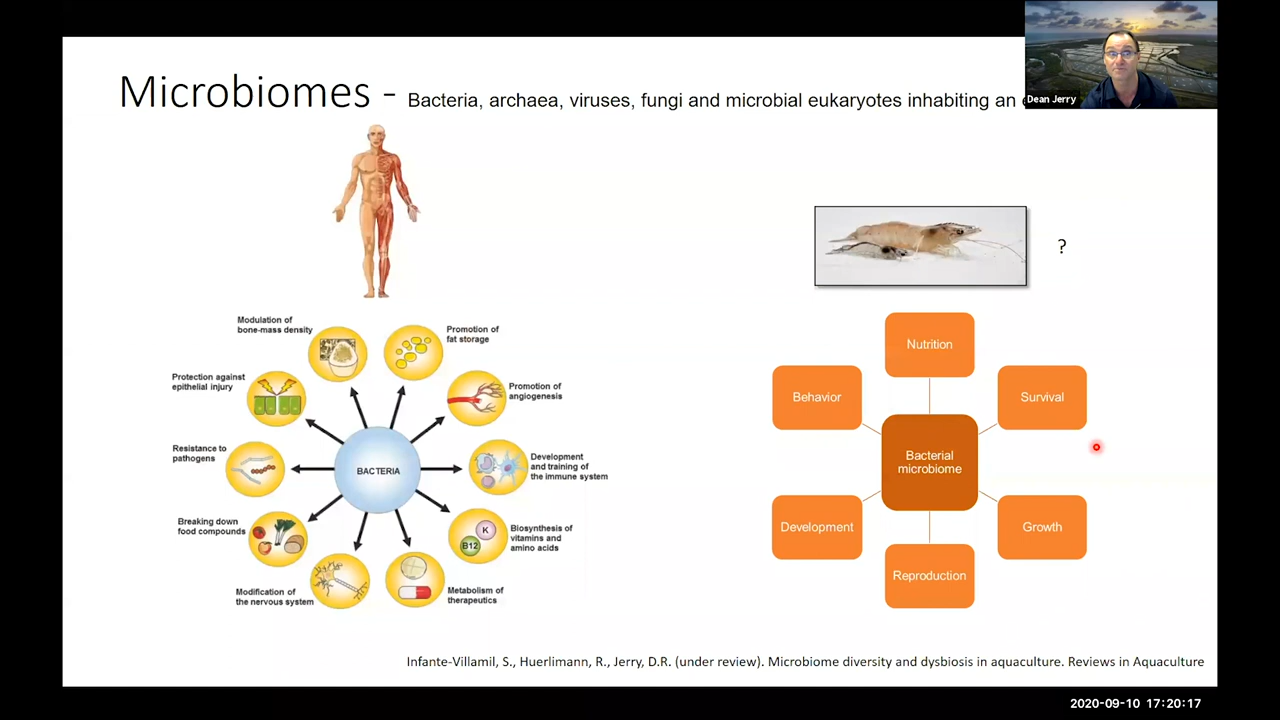 Microbiomes - Bacteria, archaea, viruses, fungi and microbial eukaryotes inhabiting an
Dean Jerry
?
Modulation of
bone-mass density
Promotion of
fat storage
Protection against
epithelial injury
Promotion of
angiogenesis
Resistance to
pathogens
BACTERIA
Development
and training of
the immune system
Breaking down
food compounds
K
B12
Biosynthesis of
vitamins and
amino acids
Modification of
the nervous system
Metabolism of
therapeutics
Nutrition
Behavior
Survival
Bacterial
microbiome
Development
Growth
Reproduction
Infante-Villamil, S., Huerlimann, R., Jerry, D.R. (under review). Microbiome diversity and dysbiosis in aquaculture. Reviews in Aquaculture
2020-09-10 17:20:17